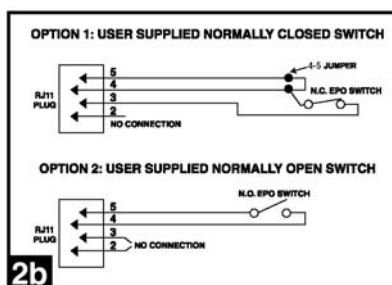 OPTION 1: USER SUPPLIED NORMALLY CLOSED SWITCH
4-5 JUMPER
5
4
N.C. EPO SWITCH
RJ11
PLUG
3
2
NO CONNECTION
OPTION 2: USER SUPPLIED NORMALLY OPEN SWITCH
N.O. EPO SWITCH
5
4
RJ11
PLUG
3
2
NO CONNECTION
2b